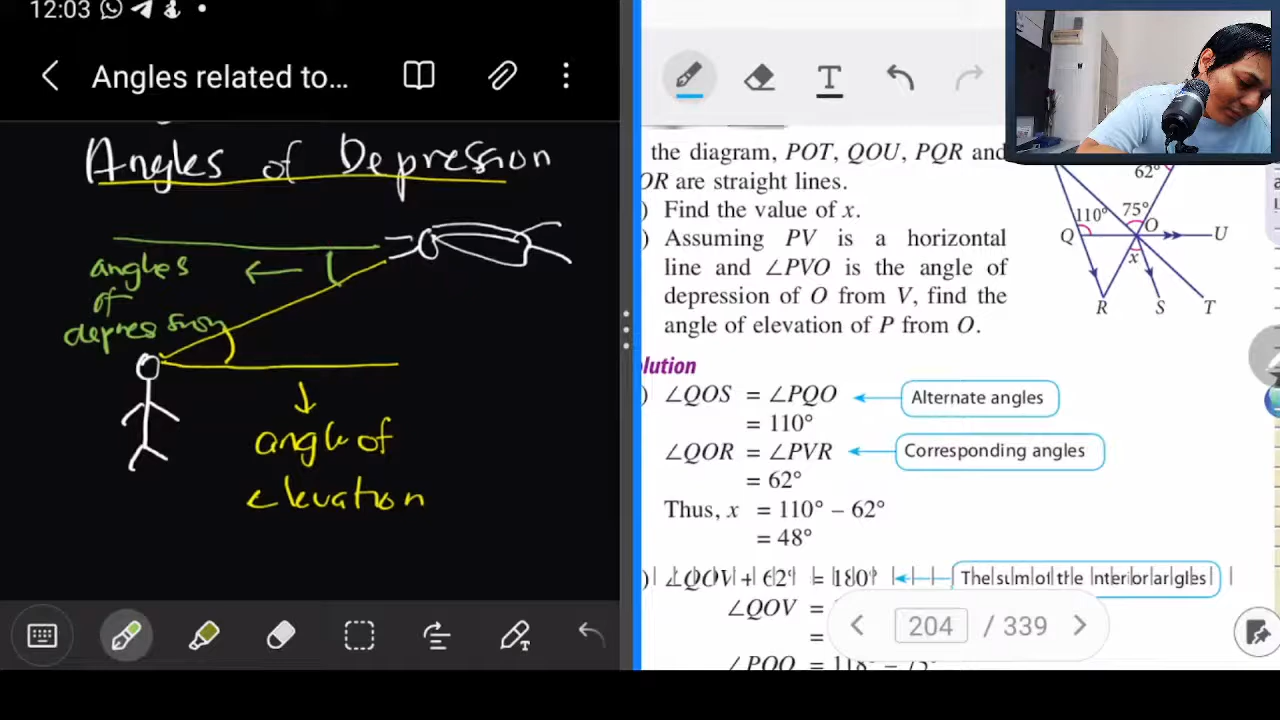 12:03
Angles related to...
Angles of Depression
angles
of
depression
angle of
elevation
T
the diagram, POT, QOU, PQR and
OR are straight lines.
) Find the value of x.
) Assuming PV is a horizontal
line and ∠PVO is the angle of
depression of O from V, find the
angle of elevation of P from O.
62°
110° 75°
Q O U
x
R S T
lution
) ∠QOS = ∠PQO Alternate angles
= 110°
∠QOR = ∠PVR Corresponding angles
= 62°
Thus, x = 110° – 62°
= 48°
) ∠QOV + 62° = 180° The sum of the interior angles
∠QOV =
=
204 / 339
= 118° – 75°